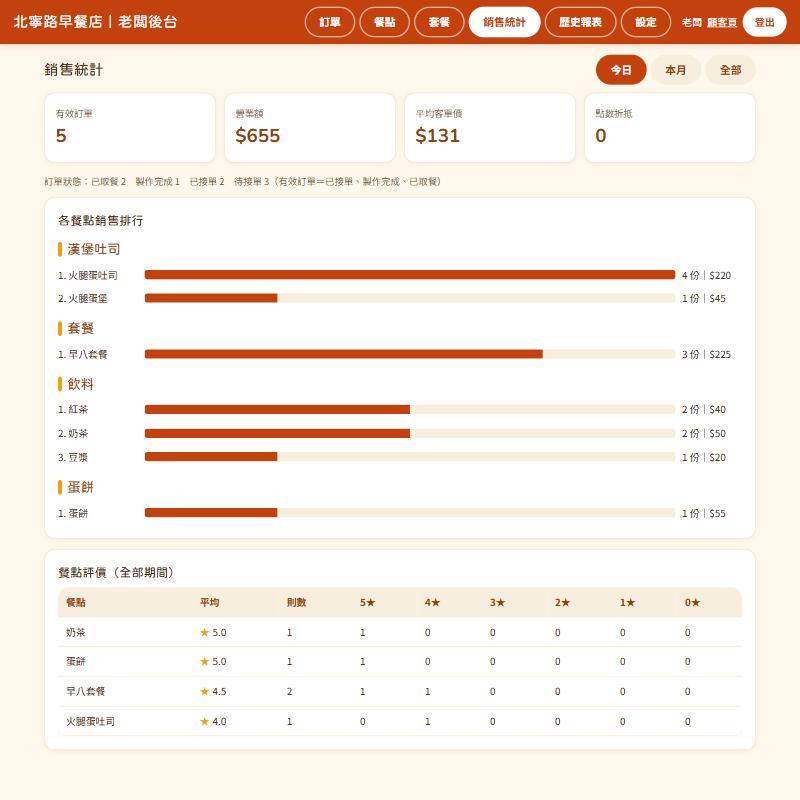 北寧路早餐店｜老闆後台
訂單 餐點 套餐 銷售統計 歷史報表 設定 老闆 顧客頁 登出
銷售統計
今日 本月 全部
有效訂單 營業額 平均客單價 點數折抵
5 $655 $131 0
訂單狀態：已取餐 2 製作完成 1 已接單 2 待接單 3（有效訂單＝已接單、製作完成、已取餐）
各餐點銷售排行
漢堡吐司
1. 火腿蛋吐司 4 份｜$220
2. 火腿蛋堡 1 份｜$45
套餐
1. 早八套餐 3 份｜$225
飲料
1. 紅茶 2 份｜$40
2. 奶茶 2 份｜$50
3. 豆漿 1 份｜$20
蛋餅
1. 蛋餅 1 份｜$55
餐點評價（全部期間）
餐點 平均 則數 5★ 4★ 3★ 2★ 1★ 0★
奶茶 ★ 5.0 1 1 0 0 0 0 0
蛋餅 ★ 5.0 1 1 0 0 0 0 0
早八套餐 ★ 4.5 2 1 1 0 0 0 0
火腿蛋吐司 ★ 4.0 1 0 1 0 0 0 0